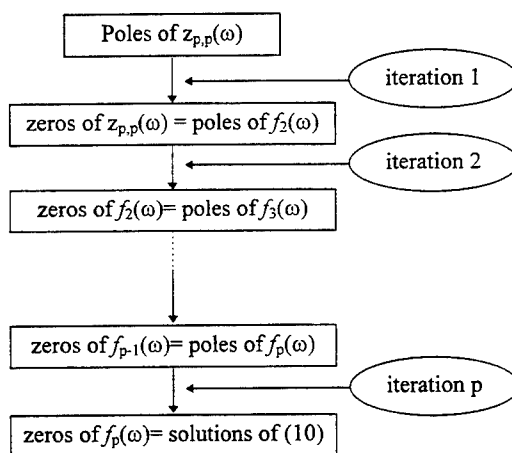 Poles of z_{p,p}(ω)
iteration 1
zeros of z_{p,p}(ω) = poles of f_2(ω)
iteration 2
zeros of f_2(ω)= poles of f_3(ω)
zeros of f_{p-1}(ω)= poles of f_p(ω)
iteration p
zeros of f_p(ω)= solutions of (10)